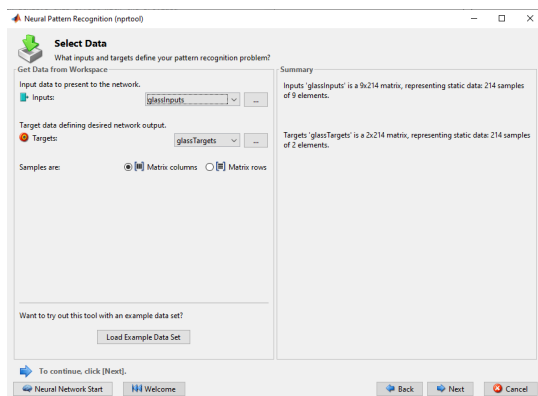 Neural Pattern Recognition (nprtool)
Select Data
What inputs and targets define your pattern recognition problem?
Get Data from Workspace
Input data to present to the network.
Inputs:
glassInputs
...
Target data defining desired network output.
Targets:
glassTargets
...
Samples are:
Matrix columns
Matrix rows
Want to try out this tool with an example data set?
Load Example Data Set
Summary
Inputs 'glassInputs' is a 9x214 matrix, representing static data: 214 samples
of 9 elements.
Targets 'glassTargets' is a 2x214 matrix, representing static data: 214 samples
of 2 elements.
To continue, click [Next].
Neural Network Start
Welcome
Back
Next
Cancel